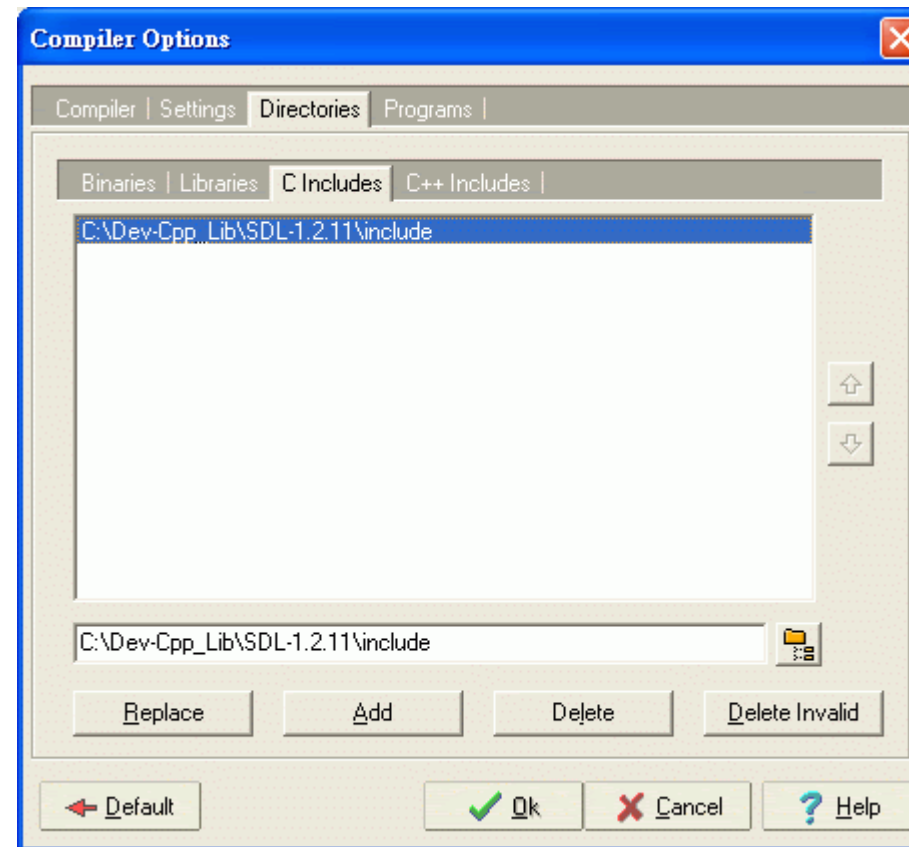 Compiler Options
Compiler | Settings Directories Programs |
Binaries | Libraries C Includes C++ Includes |
C:\Dev-Cpp_Lib\SDL-1.2.11\include
C:\Dev-Cpp_Lib\SDL-1.2.11\include
Replace Add Delete Delete Invalid
Default Ok Cancel ? Help